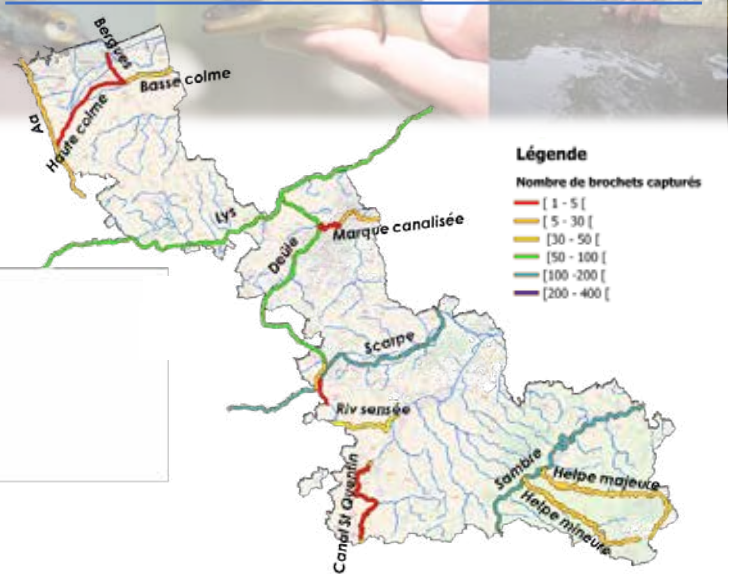 Bergues
Basse colme
Aa
Haute colme
Légende
Nombre de brochets capturés
[ 1 - 5 [
[ 5 - 30 [
[30 - 50 [
[50 - 100 [
[100 -200 [
[200 - 400 [
Lys
Marque canalisée
Deûle
Scarpe
Riv sensée
Canal St Quentin
Sambre
Helpe majeure
Helpe mineure